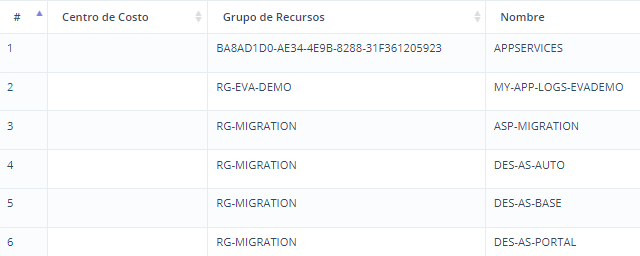 # Centro de Costo Grupo de Recursos Nombre
1 BA8AD1D0-AE34-4E9B-8288-31F361205923 APPSERVICES
2 RG-EVA-DEMO MY-APP-LOGS-EVADEMO
3 RG-MIGRATION ASP-MIGRATION
4 RG-MIGRATION DES-AS-AUTO
5 RG-MIGRATION DES-AS-BASE
6 RG-MIGRATION DES-AS-PORTAL